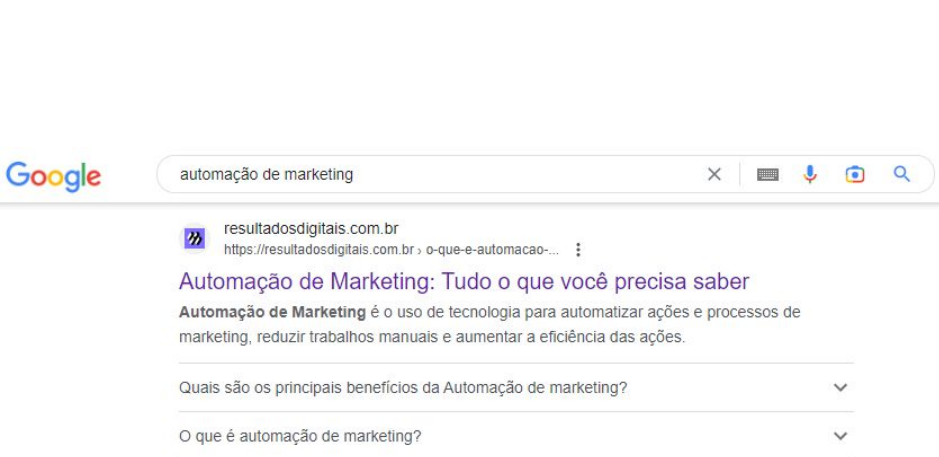 Google
automação de marketing
resultadosdigitais.com.br
https://resultadosdigitais.com.br › o-que-e-automacao-...
Automação de Marketing: Tudo o que você precisa saber
Automação de Marketing é o uso de tecnologia para automatizar ações e processos de
marketing, reduzir trabalhos manuais e aumentar a eficiência das ações.
Quais são os principais benefícios da Automação de marketing?
O que é automação de marketing?